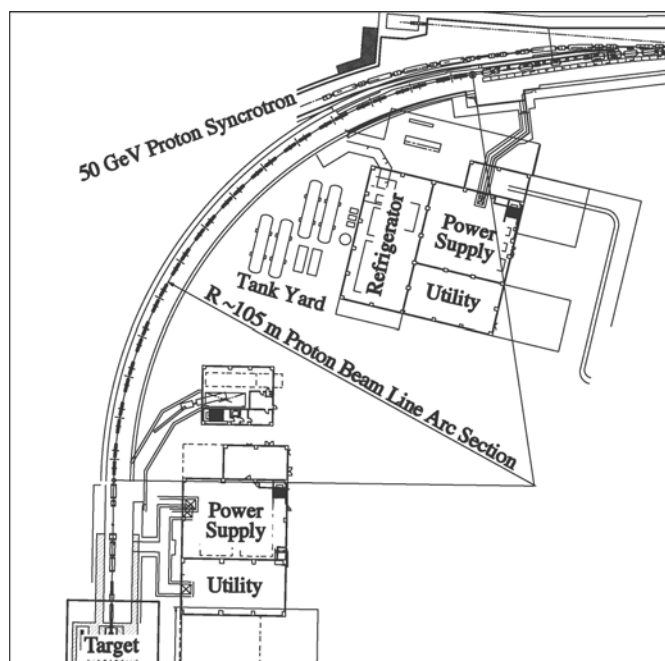 50 GeV Proton Syncrotron
Refrigerator
Power
Supply
Utility
Tank Yard
R ~105 m Proton Beam Line Arc Section
Power
Supply
Utility
Target